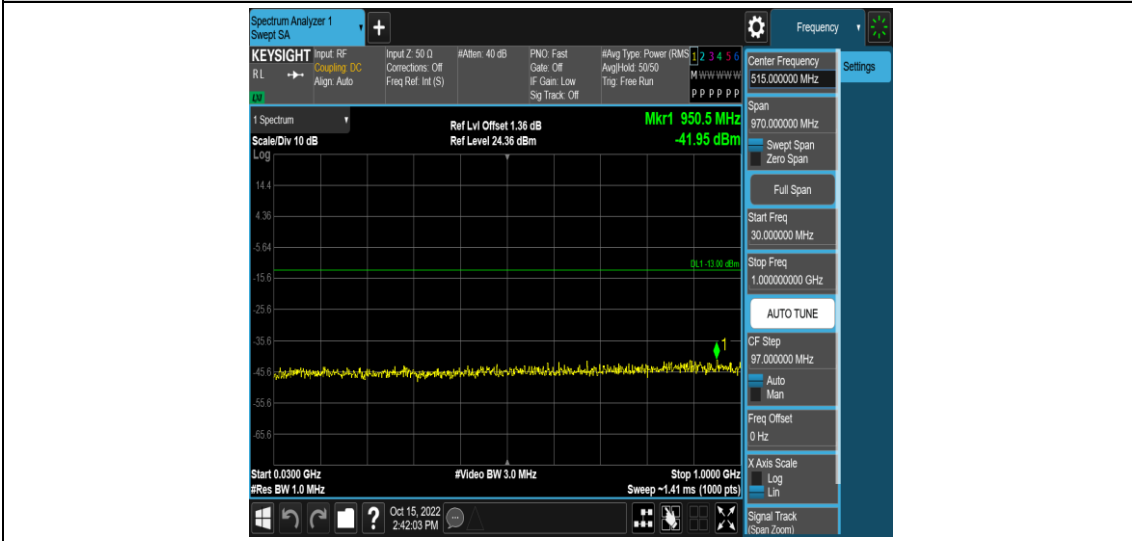 Spectrum Analyzer 1
Swept SA
+
Frequency
KEYSIGHT
RL
Input: RF
Coupling: DC
Align: Auto
Input Z: 50 Ω
Corrections: Off
Freq Ref: Int (S)
#Atten: 40 dB
PNO: Fast
Gate: Off
IF Gain: Low
Sig Track: Off
#Avg Type: Power (RMS
Avg|Hold: 50/50
Trig: Free Run
1 2 3 4 5 6
M W W W W W
P P P P P P
1 Spectrum
Scale/Div 10 dB
Log
Ref Lvl Offset 1.36 dB
Ref Level 24.36 dBm
Mkr1 950.5 MHz
-41.95 dBm
14.4
4.36
-5.64
-15.6
-25.6
-35.6
-45.6
-55.6
-65.6
DL1 -13.00 dBm
1
Start 0.0300 GHz
#Res BW 1.0 MHz
#Video BW 3.0 MHz
Stop 1.0000 GHz
Sweep ~1.41 ms (1000 pts)
?
Oct 15, 2022
2:42:03 PM
Center Frequency
515.000000 MHz
Settings
Span
970.000000 MHz
Swept Span
Zero Span
Full Span
Start Freq
30.000000 MHz
Stop Freq
1.000000000 GHz
AUTO TUNE
CF Step
97.000000 MHz
Auto
Man
Freq Offset
0 Hz
X Axis Scale
Log
Lin
Signal Track
(Span Zoom)